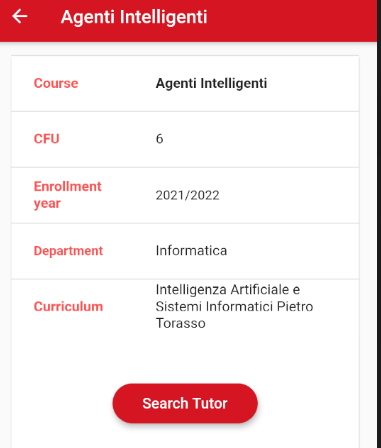 Agenti Intelligenti
Course Agenti Intelligenti
CFU 6
Enrollment
year 2021/2022
Department Informatica
Curriculum Intelligenza Artificiale e
Sistemi Informatici Pietro
Torasso
Search Tutor